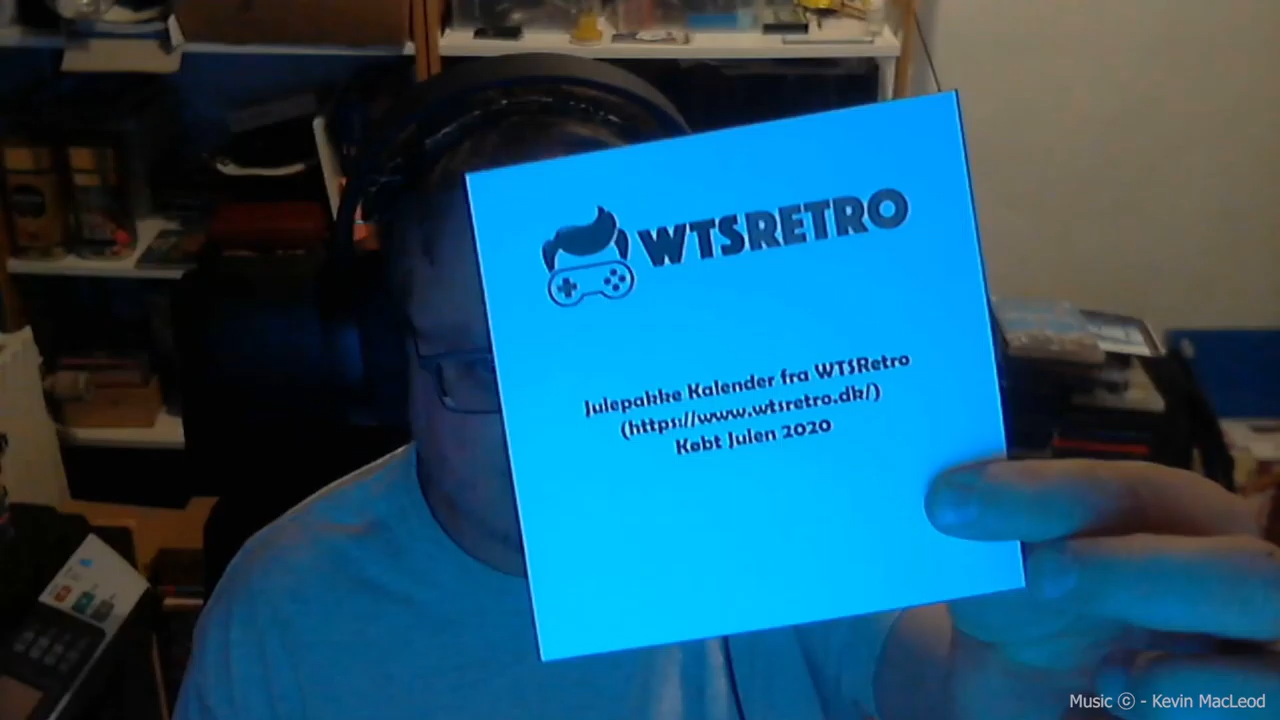 WTSRETRO
Julepakke Kalender fra WTSRetro
(https://www.wtsretro.dk/)
Købt Julen 2020
Music ⓒ - Kevin MacLeod